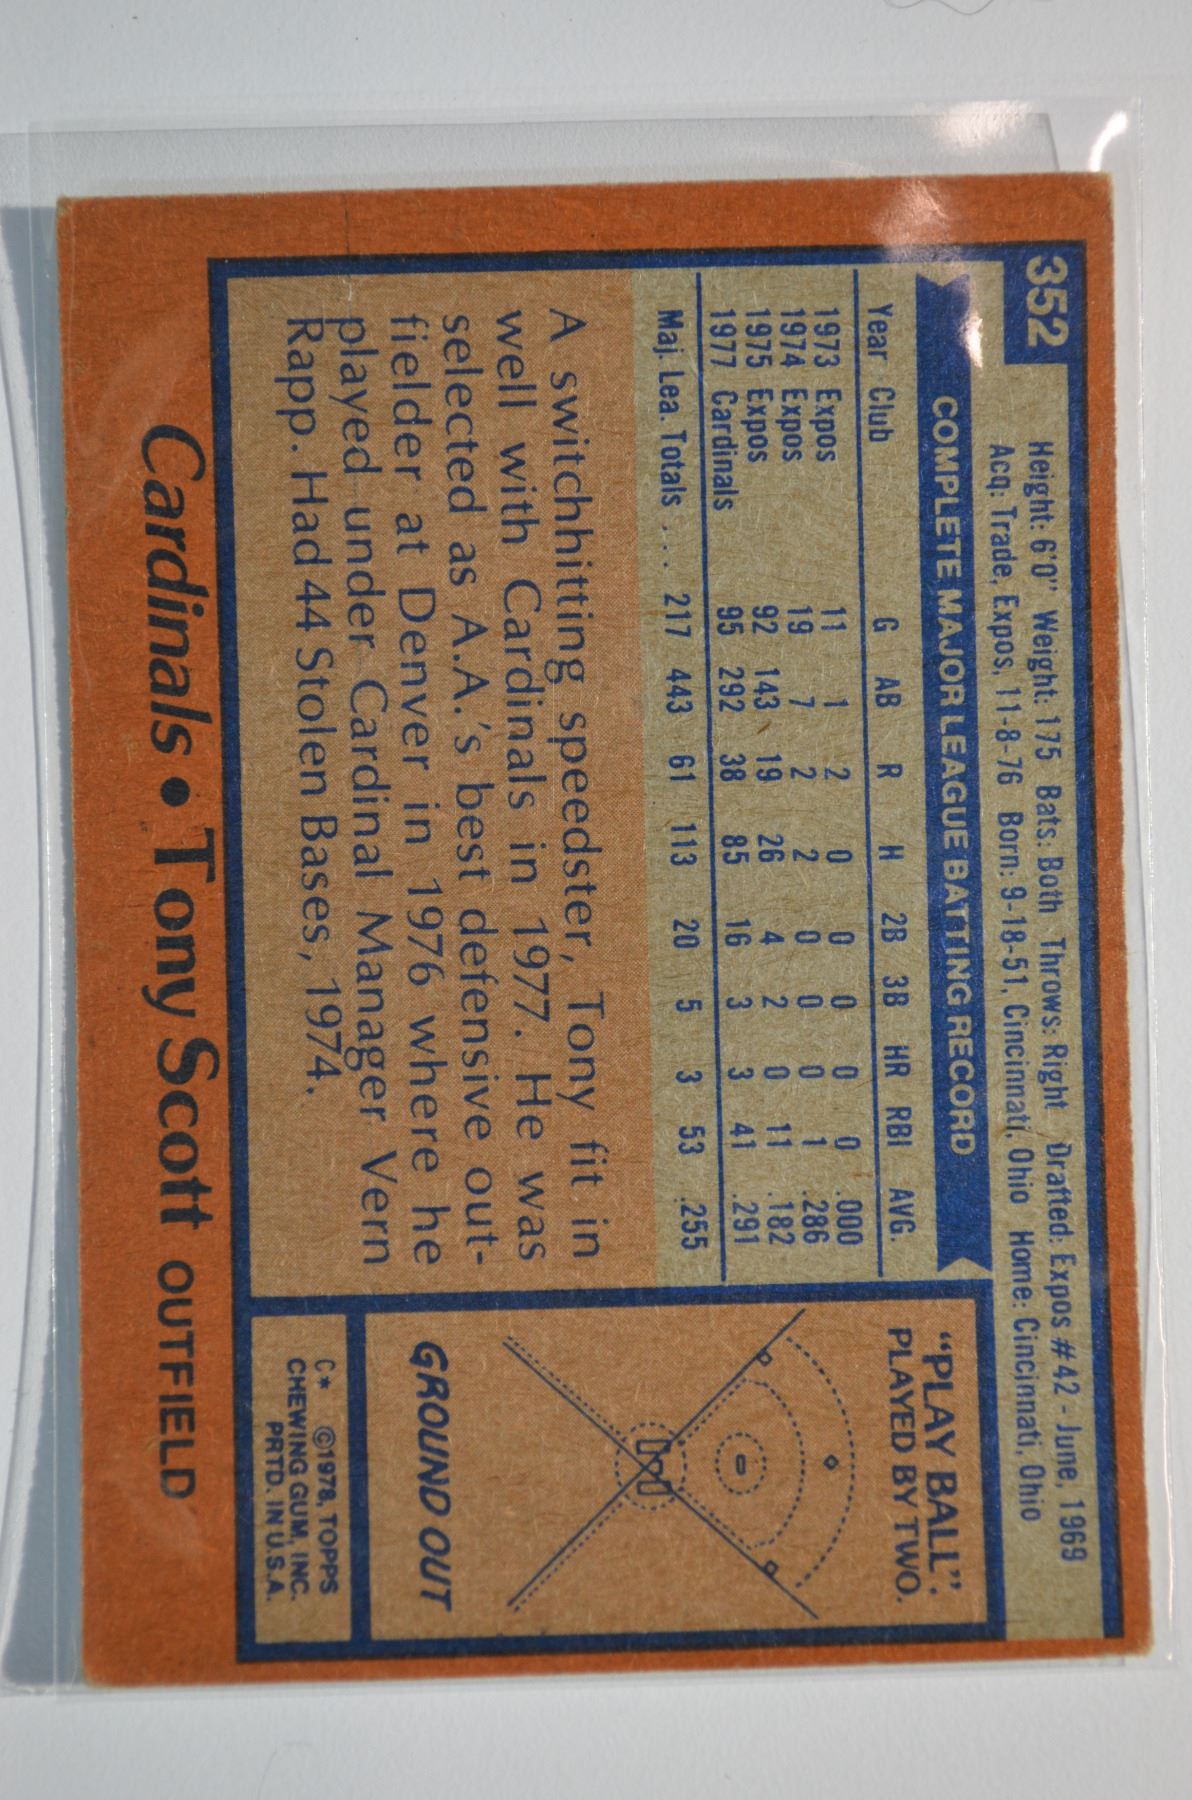 352
Height: 6'0" Weight: 175 Bats: Both Throws: Right Drafted: Expos #42 - June, 1969
Acq: Trade, Expos, 11-8-76 Born: 9-18-51, Cincinnati, Ohio Home: Cincinnati, Ohio
COMPLETE MAJOR LEAGUE BATTING RECORD
Year Club G AB R H 2B 3B HR RBI AVG.
1973 Expos 11 1 2 0 0 0 0 0 .000
1974 Expos 19 7 2 2 0 0 0 1 .286
1975 Expos 92 143 19 26 4 2 0 11 .182
1977 Cardinals 95 292 38 85 16 3 3 41 .291
Maj. Lea. Totals ... 217 443 61 113 20 5 3 53 .255
A switchhitting speedster, Tony fit in
well with Cardinals in 1977. He was
selected as A.A.'s best defensive out-
fielder at Denver in 1976 where he
played under Cardinal Manager Vern
Rapp. Had 44 Stolen Bases, 1974.
"PLAY BALL".
PLAYED BY TWO.
GROUND OUT
C* ©1978, TOPPS
CHEWING GUM, INC.
PRTD. IN U.S.A.
Cardinals • Tony Scott OUTFIELD